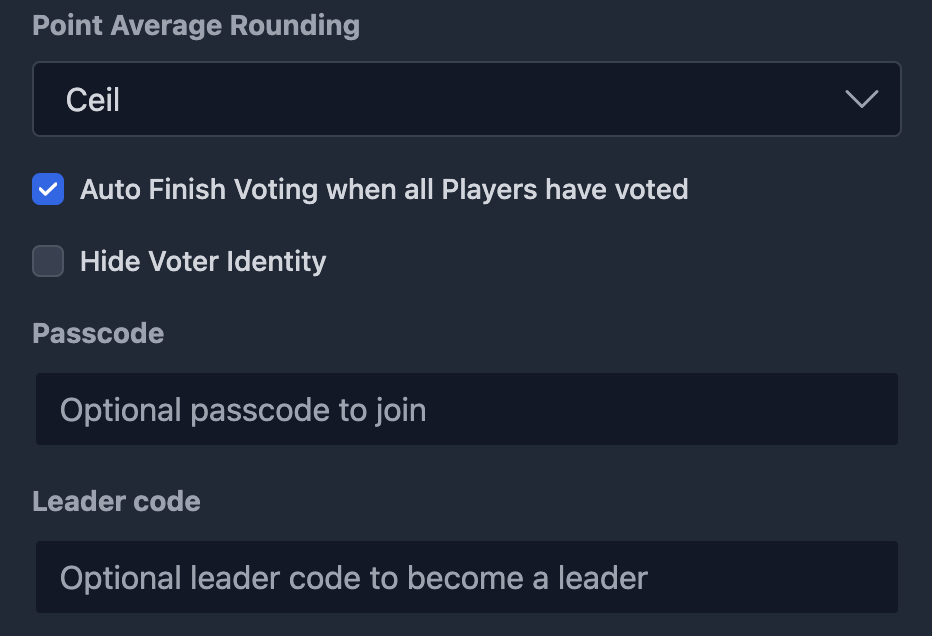 Point Average Rounding
Ceil
Auto Finish Voting when all Players have voted
Hide Voter Identity
Passcode
Optional passcode to join
Leader code
Optional leader code to become a leader